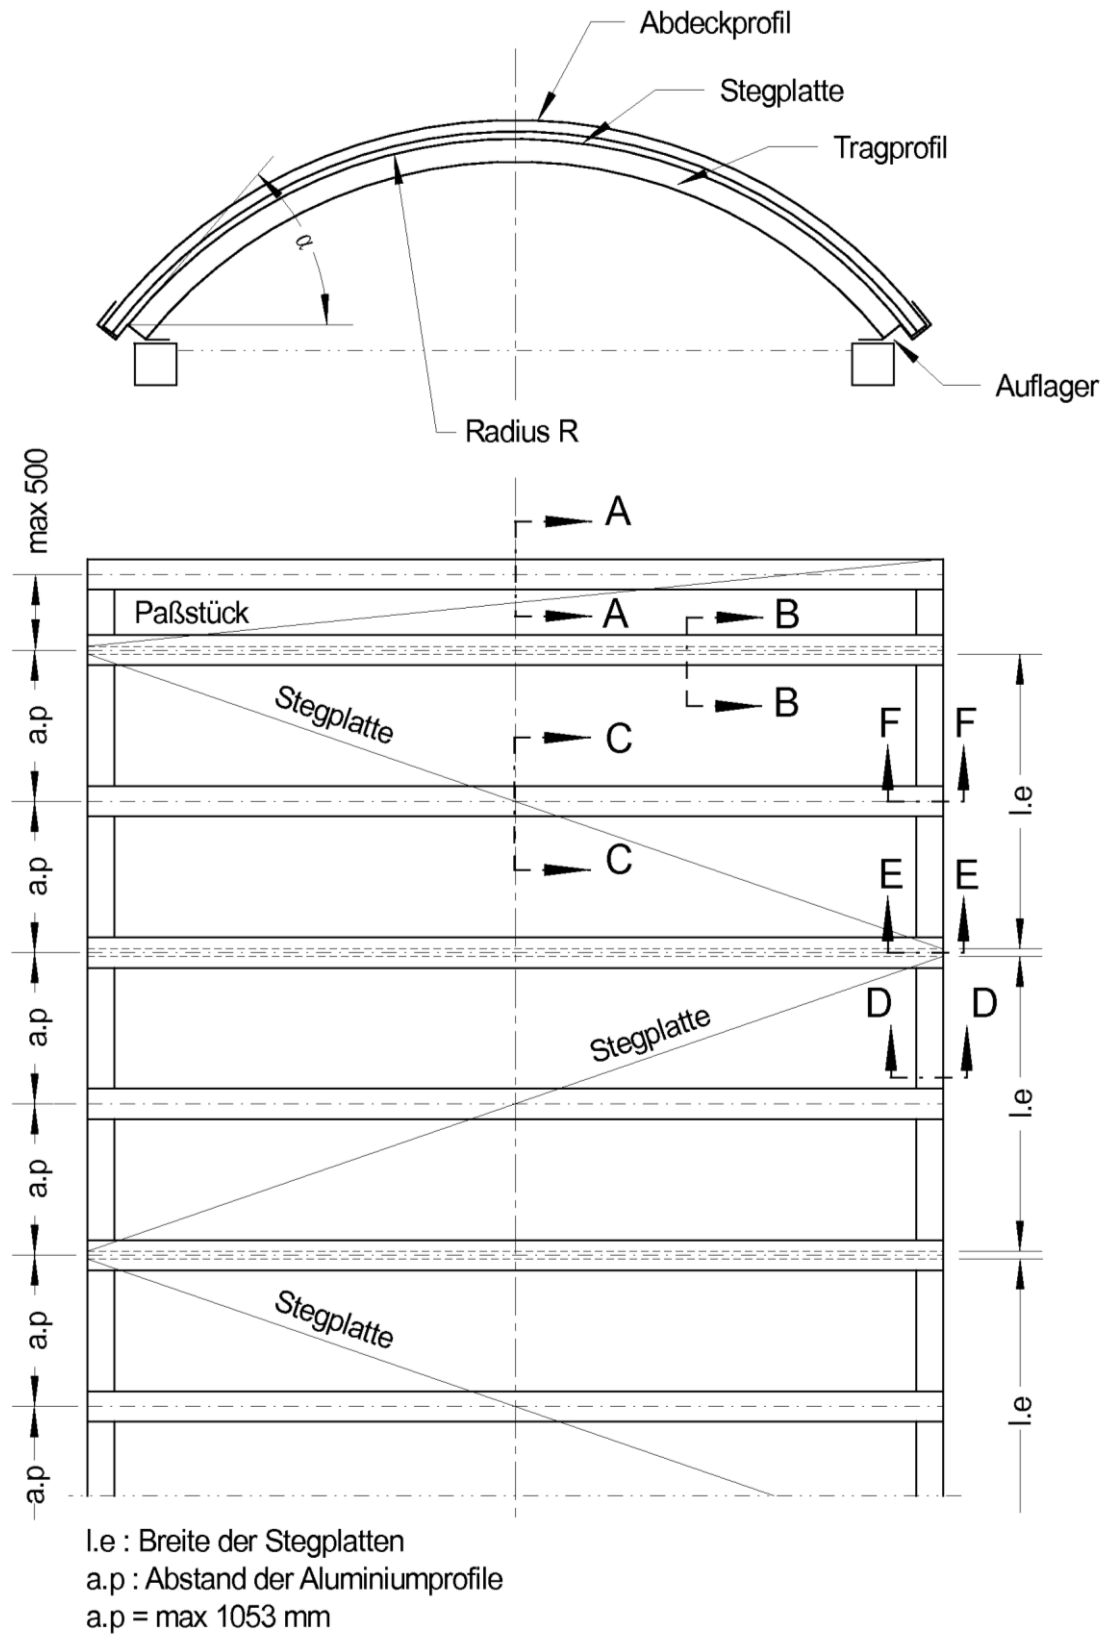 Abdeckprofil
Stegplatte
Tragprofil
α
Auflager
Radius R
max 500
A
Paßstück
A
B
Stegplatte
B
a.p
F
F
C
l.e
C
a.p
E
E
D
D
a.p
Stegplatte
l.e
a.p
Stegplatte
a.p
l.e
a.p
l.e : Breite der Stegplatten
a.p : Abstand der Aluminiumprofile
a.p = max 1053 mm